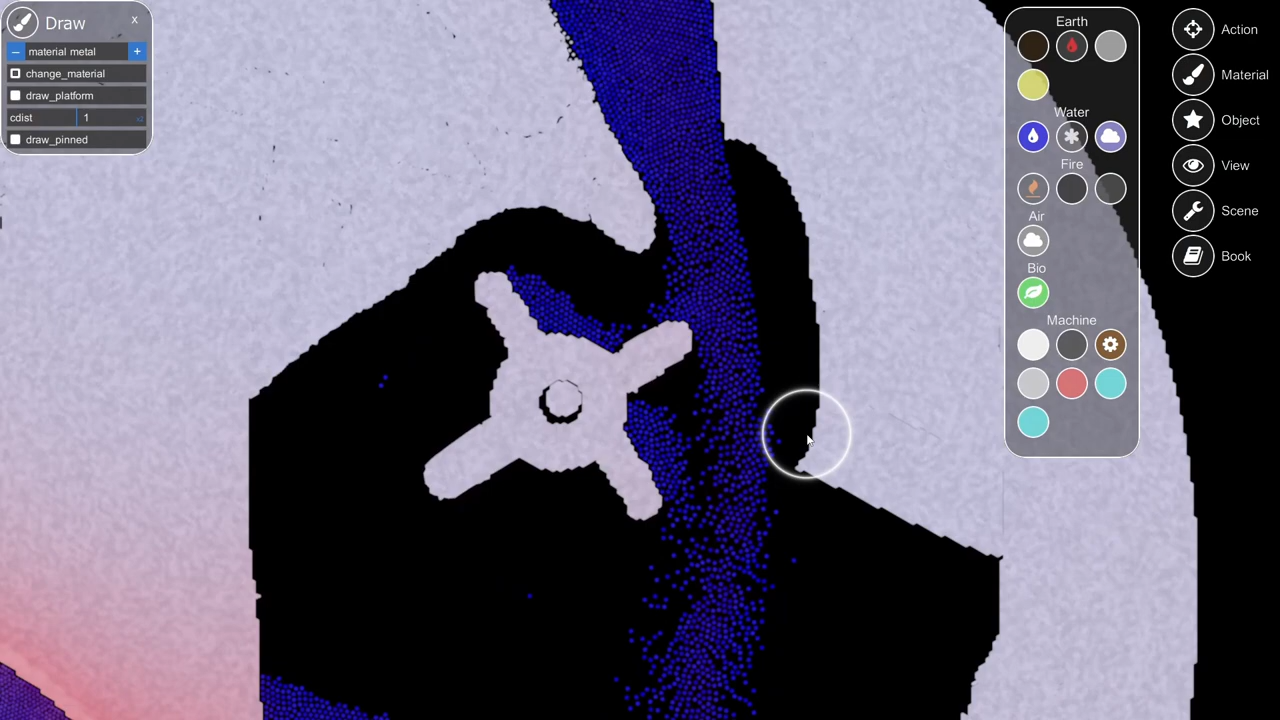 Draw
x
– material metal +
change_material
draw_platform
cdist 1
draw_pinned
Earth
Water
Fire
Air
Bio
Machine
Action
Material
Object
View
Scene
Book